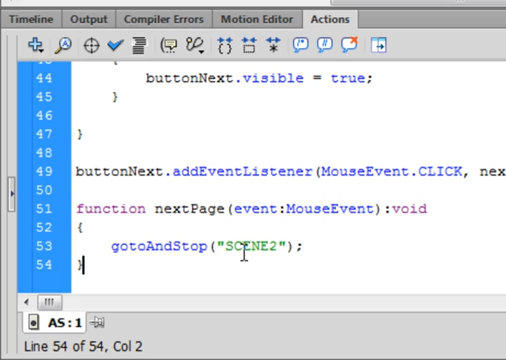 Timeline Output Compiler Errors Motion Editor Actions
44 buttonNext.visible = true;
45 }
46
47 }
48
49 buttonNext.addEventListener(MouseEvent.CLICK, nex
50
51 function nextPage(event:MouseEvent):void
52 {
53 gotoAndStop("SCENE2");
54 }
AS : 1
Line 54 of 54, Col 2